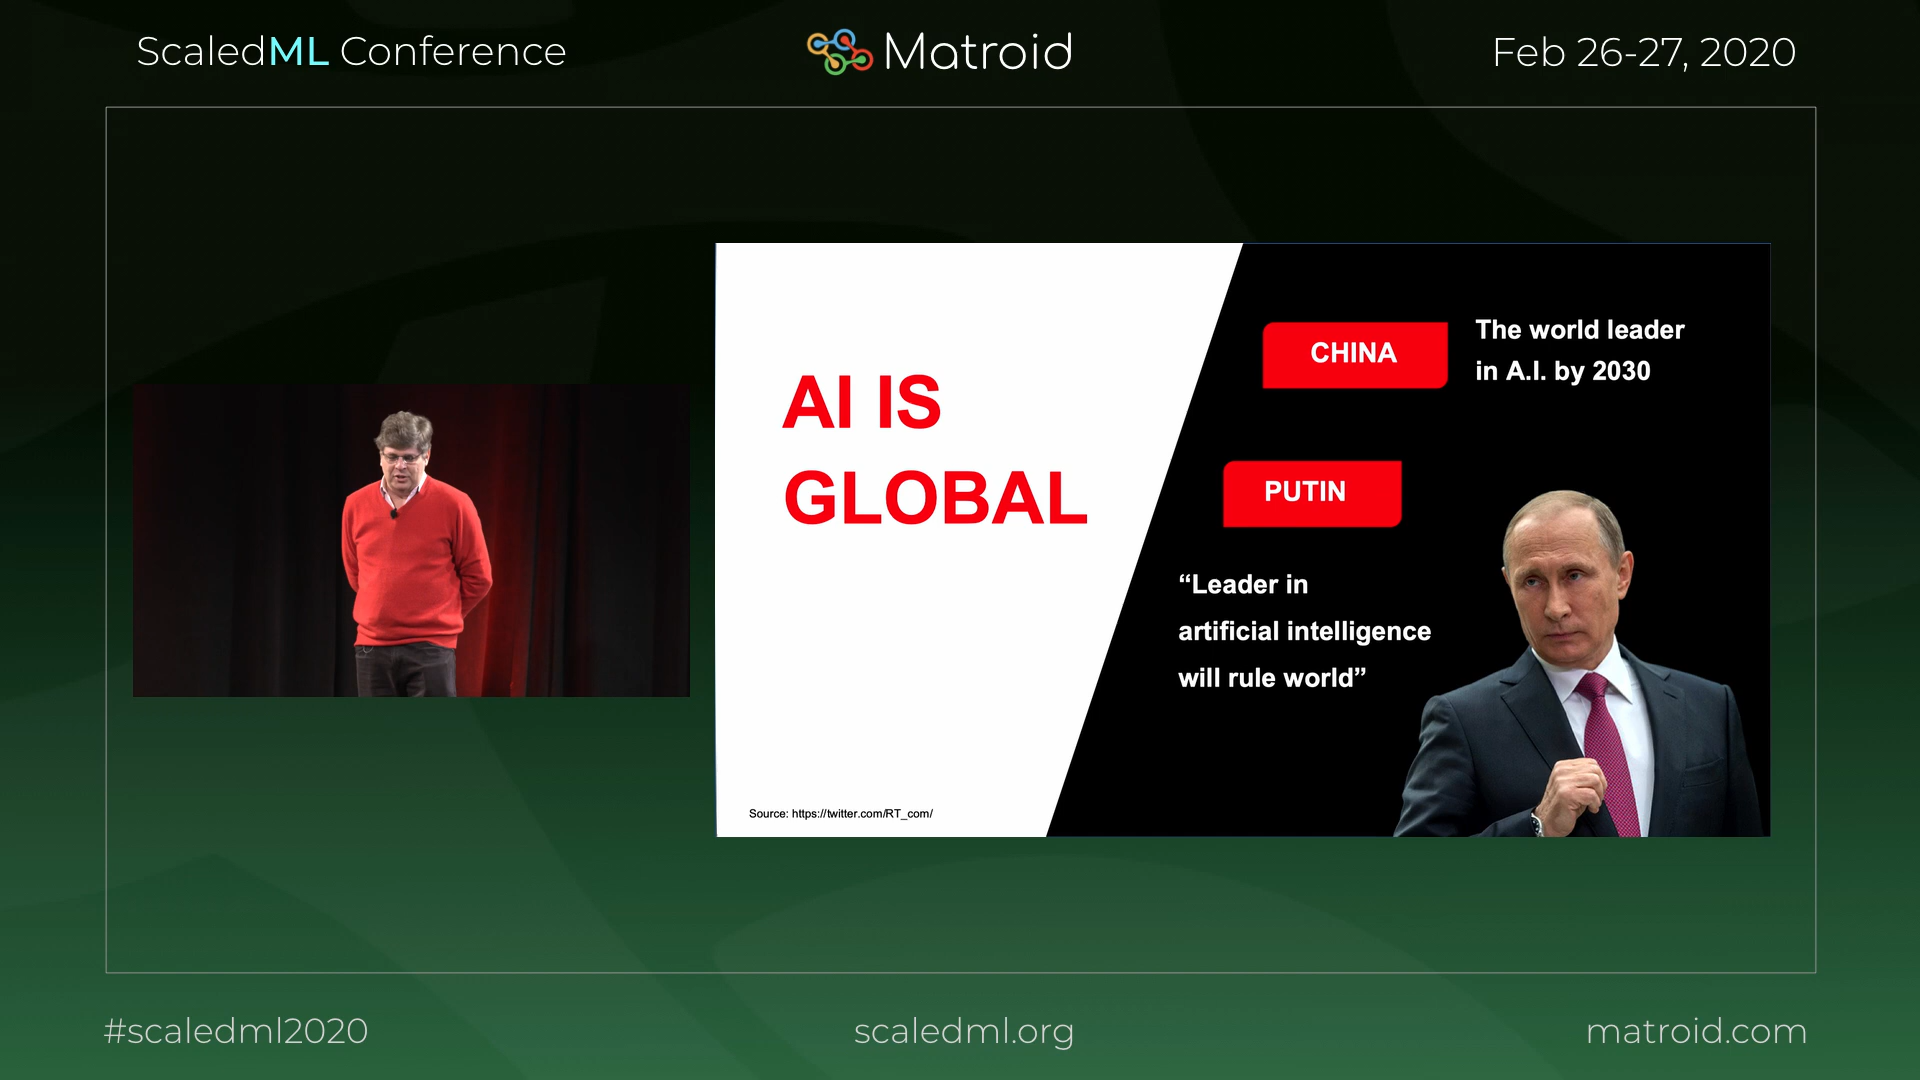 ScaledML Conference
Matroid
Feb 26-27, 2020
AI IS
GLOBAL
CHINA
The world leader
in A.I. by 2030
PUTIN
“Leader in
artificial intelligence
will rule world”
Source: https://twitter.com/RT_com/
#scaledml2020
scaledml.org
matroid.com